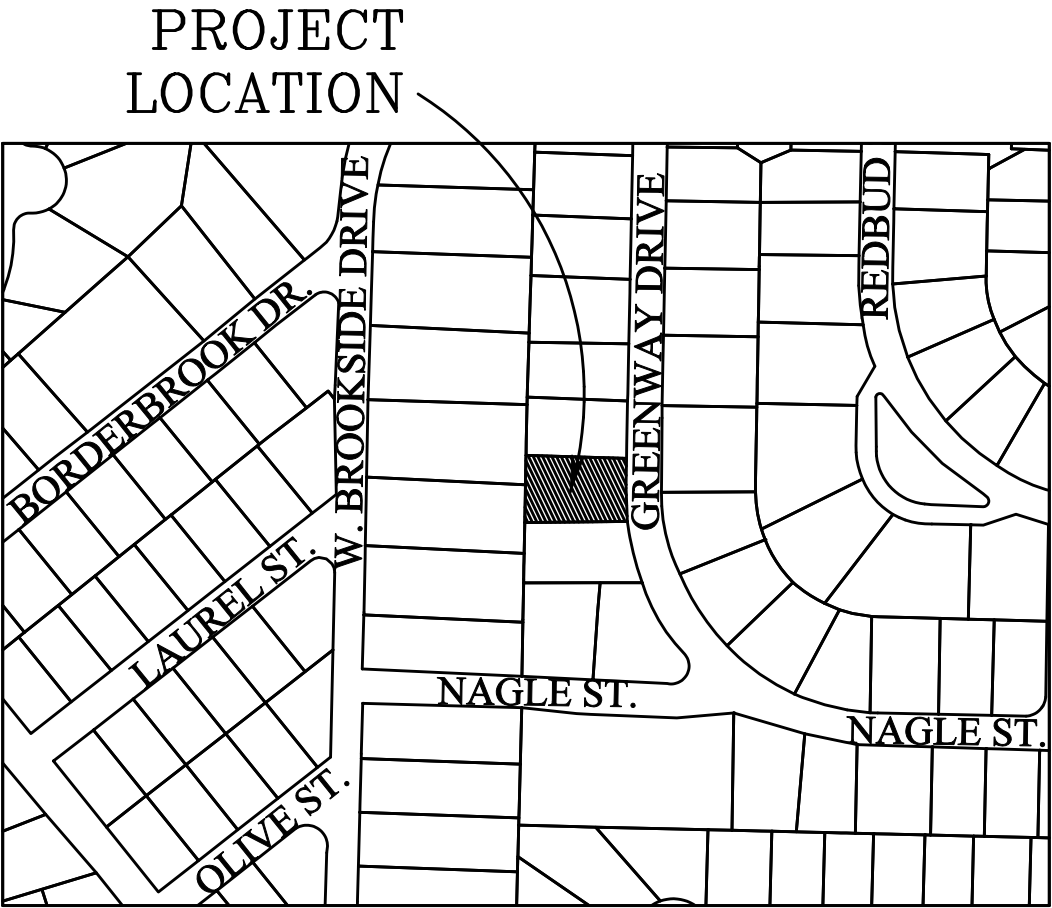 PROJECT
LOCATION
W. BROOKSIDE DRIVE
GREENWAY DRIVE
REDBUD
BORDERBROOK DR.
LAUREL ST.
NAGLE ST.
NAGLE ST.
OLIVE ST.